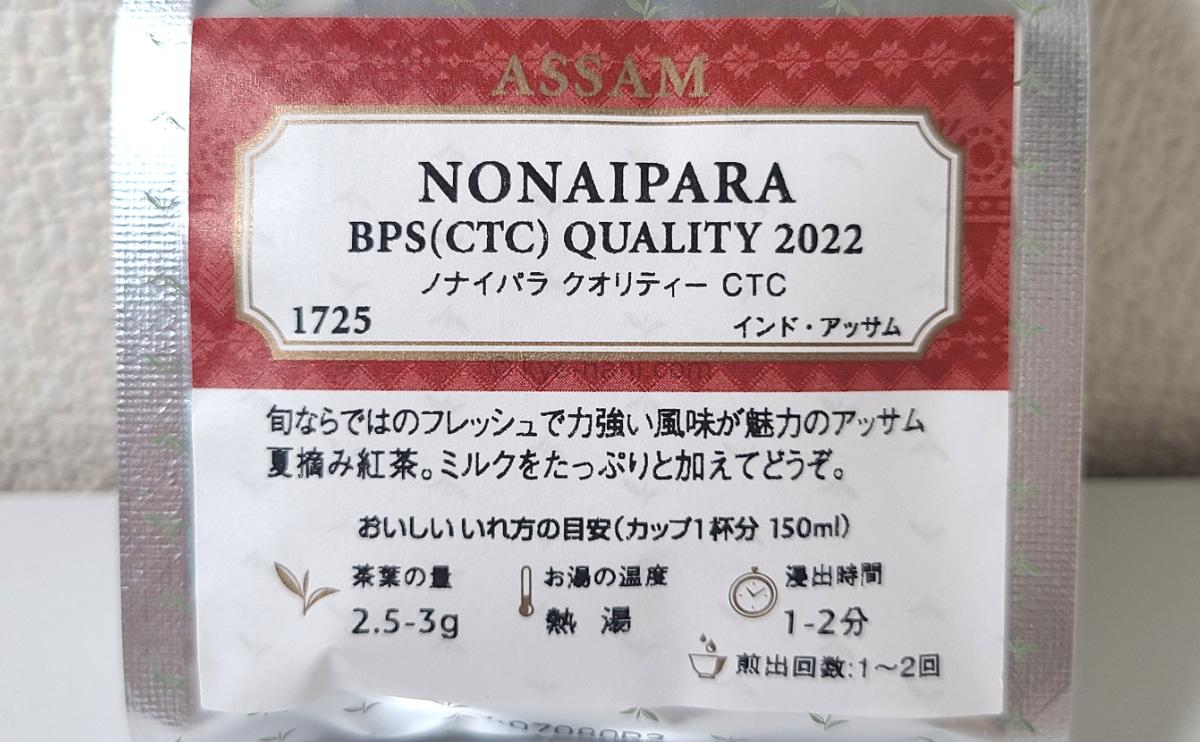 ASSAM
NONAIPARA
BPS(CTC) QUALITY 2022
ノナイパラ クオリティー CTC
1725
インド・アッサム
© kyo-nani.com
旬ならではのフレッシュで力強い風味が魅力のアッサム
夏摘み紅茶。ミルクをたっぷりと加えてどうぞ。
おいしいいれ方の目安(カップ1杯分 150ml)
茶葉の量 お湯の温度 浸出時間
2.5-3g 熱 湯 1-2分
煎出回数:1～2回